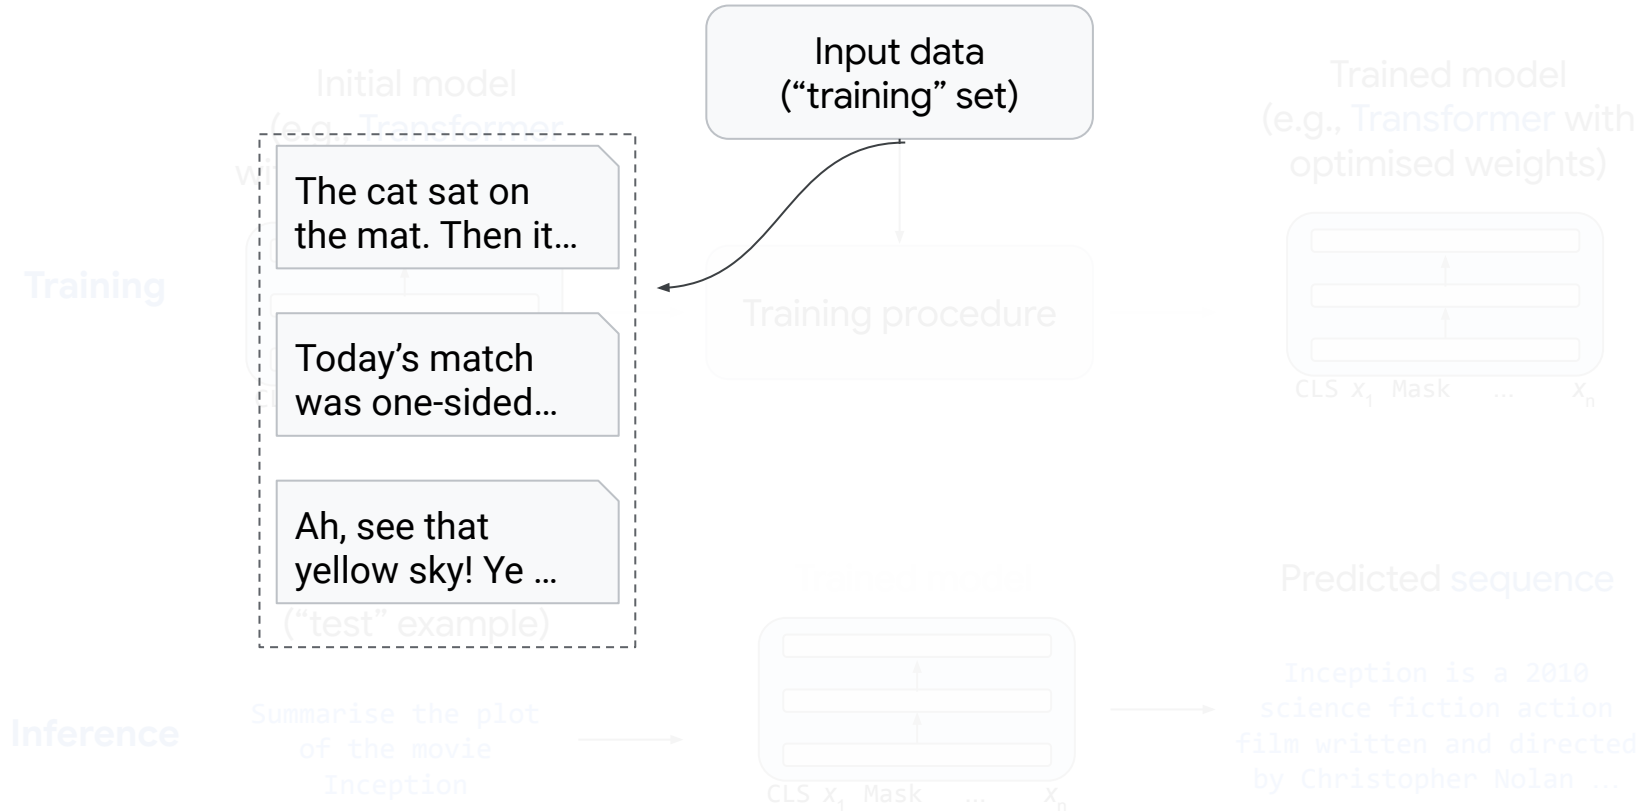 Input data
(“training” set)
Initial model
(e.g., Transformer
wi
The cat sat on
the mat. Then it…
Today’s match
was one-sided…
Ah, see that
yellow sky! Ye …
Training
Training procedure
Trained model
(e.g., Transformer with
optimised weights)
CLS x1 Mask … xn
(“test” example)
Inference
Summarise the plot
of the movie
Inception
Trained model
CLS x1 Mask … xn
Predicted sequence
Inception is a 2010
science fiction action
film written and directed
by Christopher Nolan ...